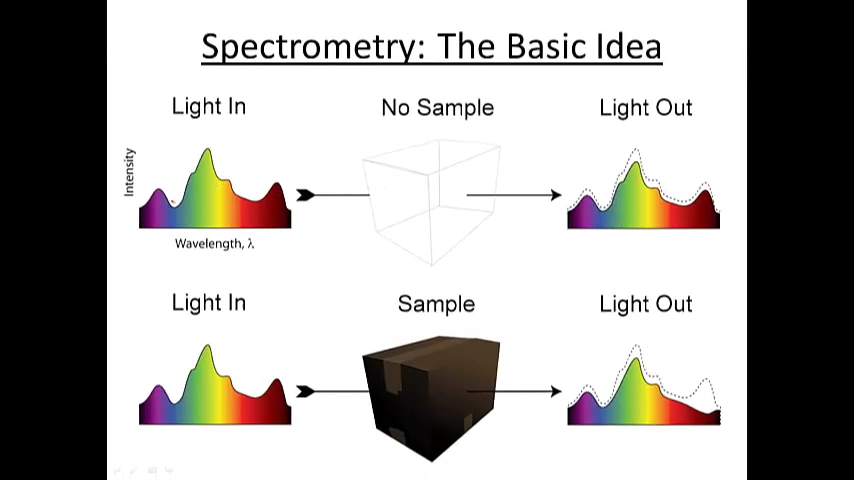 Spectrometry: The Basic Idea
Light In
No Sample
Light Out
Intensity
Wavelength, λ
Light In
Sample
Light Out